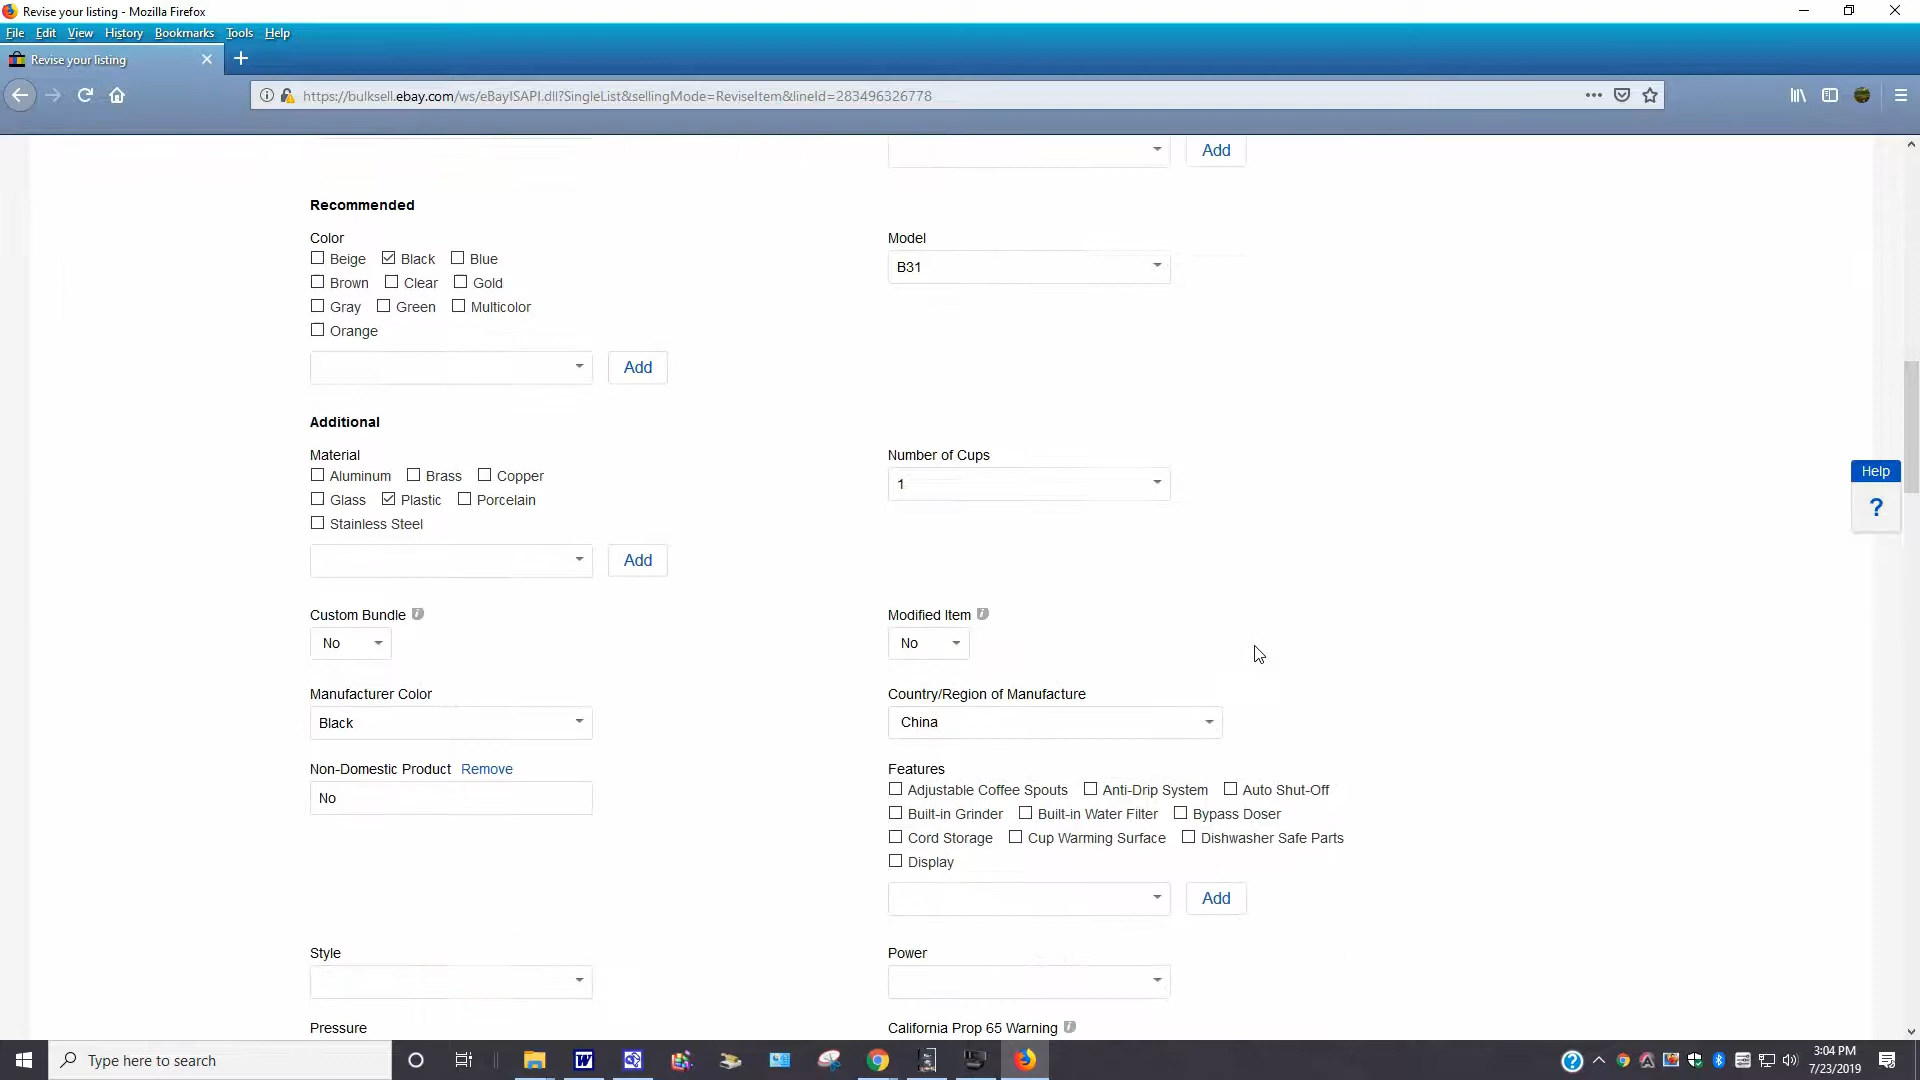 Revise your listing - Mozilla Firefox
File Edit View History Bookmarks Tools Help
Revise your listing
https://bulksell.ebay.com/ws/eBayISAPI.dll?SingleList&sellingMode=ReviseItem&lineId=283496326778
Add
Recommended
Color
Model
Beige Black Blue
B31
Brown Clear Gold
Gray Green Multicolor
Orange
Add
Additional
Material
Number of Cups
Aluminum Brass Copper
1
Glass Plastic Porcelain
Stainless Steel
Help
?
Add
Custom Bundle
Modified Item
No
No
Manufacturer Color
Country/Region of Manufacture
Black
China
Non-Domestic Product Remove
Features
No
Adjustable Coffee Spouts Anti-Drip System Auto Shut-Off
Built-in Grinder Built-in Water Filter Bypass Doser
Cord Storage Cup Warming Surface Dishwasher Safe Parts
Display
Add
Style
Power
Pressure
California Prop 65 Warning
Type here to search
3:04 PM
7/23/2019